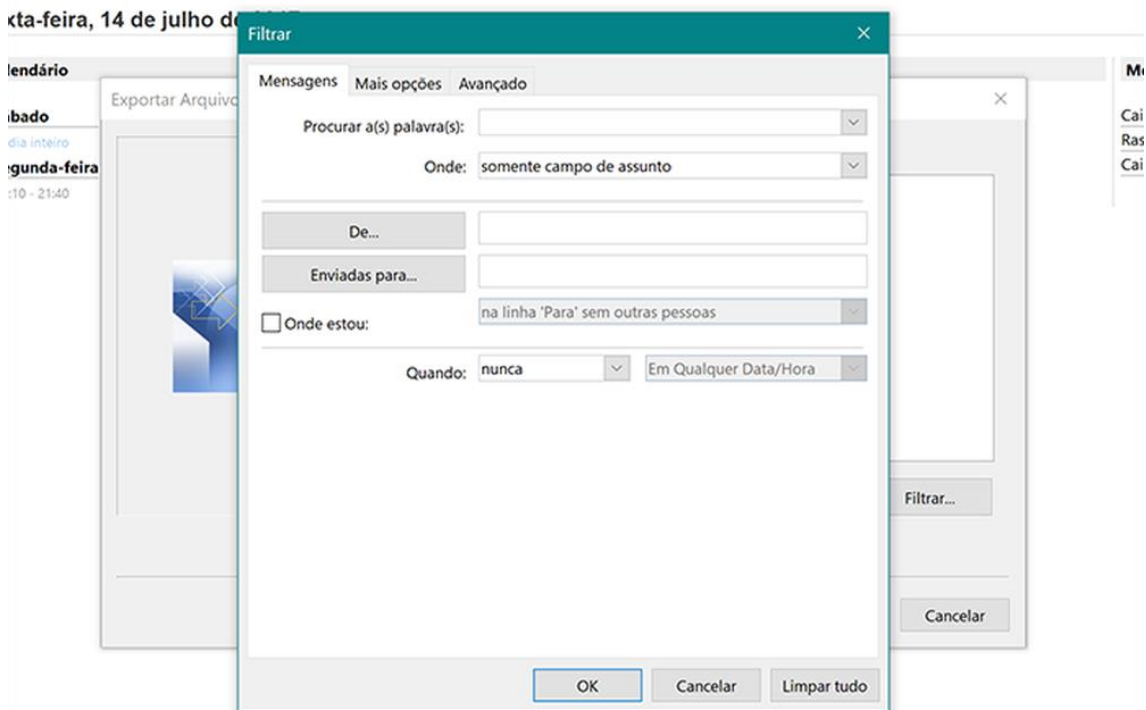 xta-feira, 14 de julho d
Filtrar
lendário
Exportar Arquivo
bado
dia inteiro
gunda-feira
:10 - 21:40
Mensagens Mais opções Avançado
Procurar a(s) palavra(s):
Onde: somente campo de assunto
De...
Enviadas para...
Onde estou: na linha 'Para' sem outras pessoas
Quando: nunca Em Qualquer Data/Hora
Filtrar...
Cancelar
OK Cancelar Limpar tudo
Me
Cai
Ras
Cai